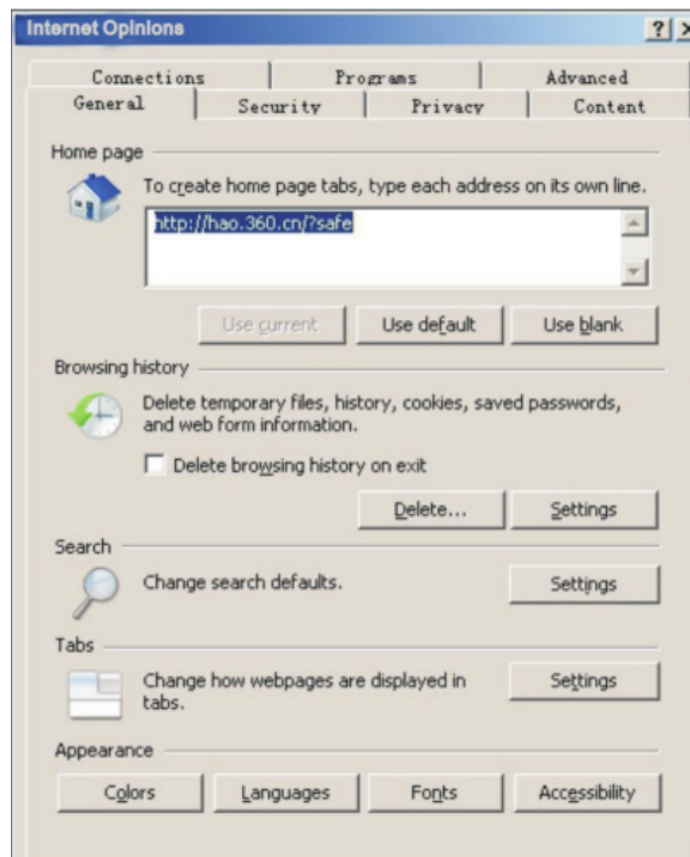 Internet Opinions
? X
Connections Programs Advanced
General Security Privacy Content
Home page
To create home page tabs, type each address on its own line.
http://hao.360.cn/?safe
Use current Use default Use blank
Browsing history
Delete temporary files, history, cookies, saved passwords,
and web form information.
Delete browsing history on exit
Delete... Settings
Search
Change search defaults. Settings
Tabs
Change how webpages are displayed in
tabs.
Settings
Appearance
Colors Languages Fonts Accessibility